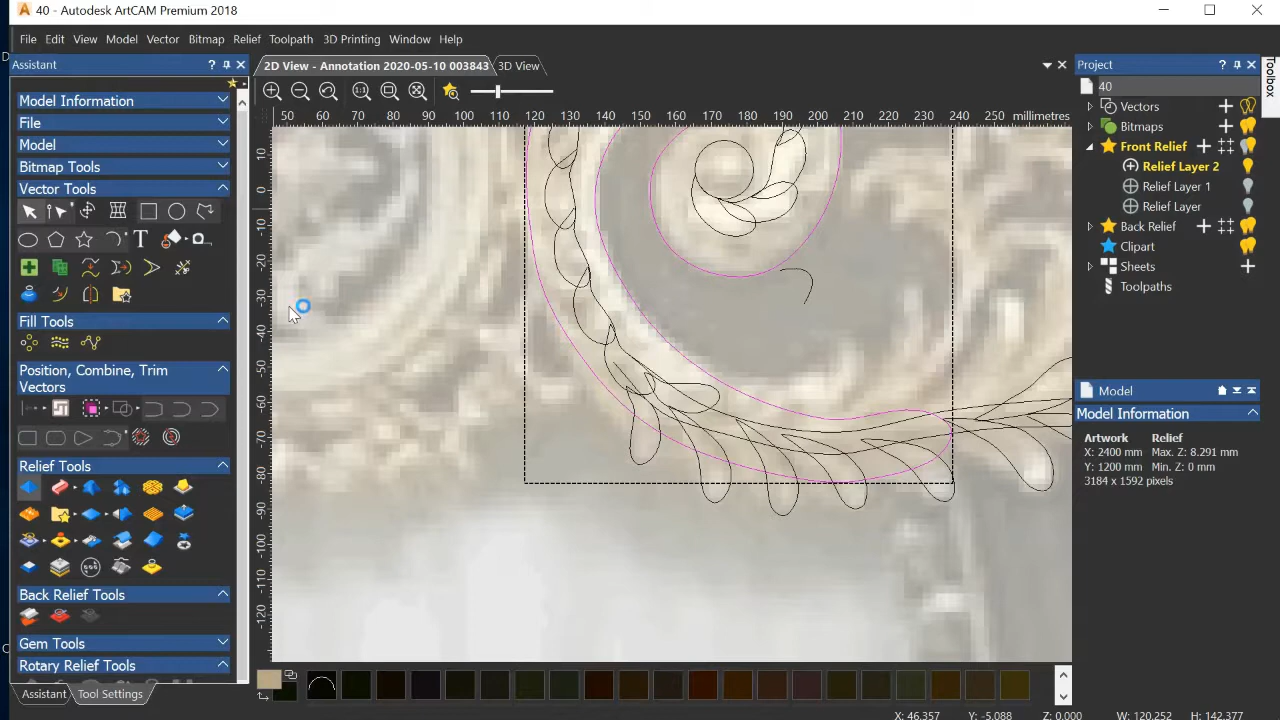 40 - Autodesk ArtCAM Premium 2018
File Edit View Model Vector Bitmap Relief Toolpath 3D Printing Window Help
Assistant
Model Information
File
Model
Bitmap Tools
Vector Tools
Fill Tools
Position, Combine, Trim
Vectors
Relief Tools
Back Relief Tools
Gem Tools
Rotary Relief Tools
Assistant Tool Settings
2D View - Annotation 2020-05-10 003843 3D View
1:1
50 60 70 80 90 100 110 120 130 140 150 160 170 180 190 200 210 220 230 240 250 millimetres
10
0
-10
-20
-30
-40
-50
-60
-70
-80
-90
-100
-110
-120
Project
40
Vectors
Bitmaps
Front Relief
Relief Layer 2
Relief Layer 1
Relief Layer
Back Relief
Clipart
Sheets
Toolpaths
Toolbox
Model
Model Information
Artwork Relief
X: 2400 mm Max. Z: 8.291 mm
Y: 1200 mm Min. Z: 0 mm
3184 x 1592 pixels
X: 46.357 Y: -5.088 Z: 0.000 W: 120.252 H: 142.377